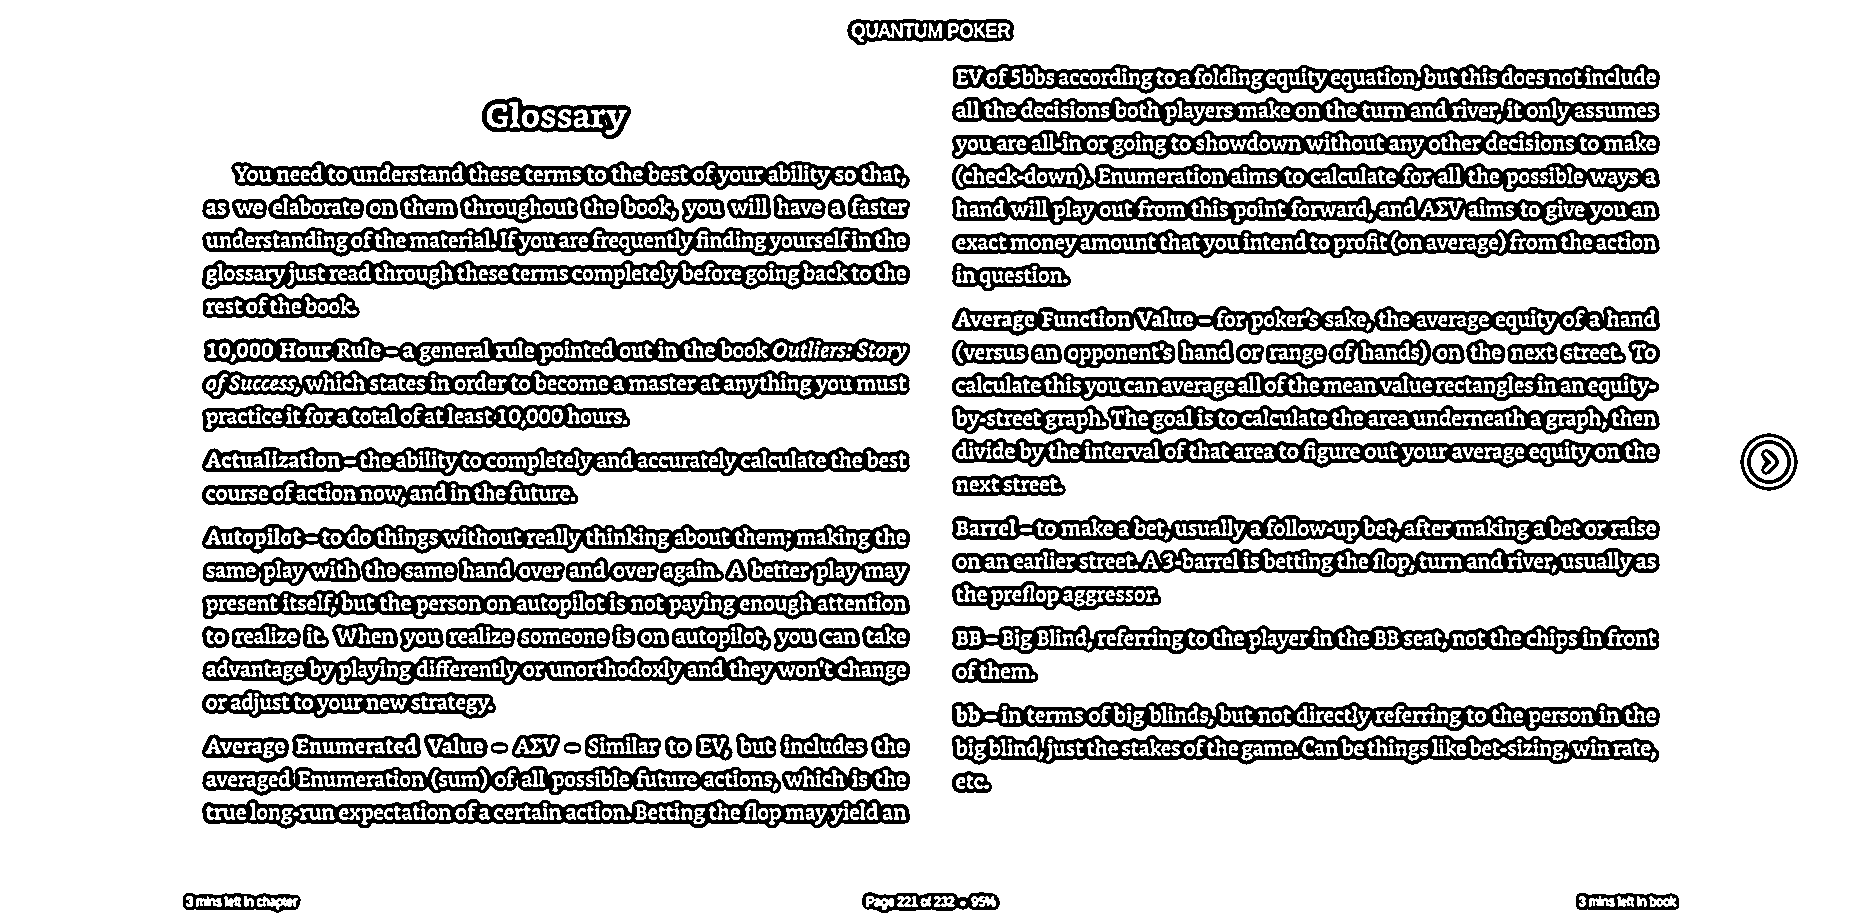 QUANTUM POKER
Glossary
You need to understand these terms to the best of your ability so that,
as we elaborate on them throughout the book, you will have a faster
understanding of the material. If you are frequently finding yourself in the
glossary just read through these terms completely before going back to the
rest of the book.
10,000 Hour Rule – a general rule pointed out in the book Outliers: Story
of Success, which states in order to become a master at anything you must
practice it for a total of at least 10,000 hours.
Actualization – the ability to completely and accurately calculate the best
course of action now, and in the future.
Autopilot – to do things without really thinking about them; making the
same play with the same hand over and over again. A better play may
present itself, but the person on autopilot is not paying enough attention
to realize it. When you realize someone is on autopilot, you can take
advantage by playing differently or unorthodoxly and they won't change
or adjust to your new strategy.
Average Enumerated Value – AΣV – Similar to EV, but includes the
averaged Enumeration (sum) of all possible future actions, which is the
true long-run expectation of a certain action. Betting the flop may yield an
EV of 5bbs according to a folding equity equation, but this does not include
all the decisions both players make on the turn and river, it only assumes
you are all-in or going to showdown without any other decisions to make
(check-down). Enumeration aims to calculate for all the possible ways a
hand will play out from this point forward, and AΣV aims to give you an
exact money amount that you intend to profit (on average) from the action
in question.
Average Function Value – for poker's sake, the average equity of a hand
(versus an opponent's hand or range of hands) on the next street. To
calculate this you can average all of the mean value rectangles in an equity-
by-street graph. The goal is to calculate the area underneath a graph, then
divide by the interval of that area to figure out your average equity on the
next street.
Barrel – to make a bet, usually a follow-up bet, after making a bet or raise
on an earlier street. A 3-barrel is betting the flop, turn and river, usually as
the preflop aggressor.
BB – Big Blind, referring to the player in the BB seat, not the chips in front
of them.
bb – in terms of big blinds, but not directly referring to the person in the
big blind, just the stakes of the game. Can be things like bet-sizing, win rate,
etc.
3 mins left in chapter
Page 221 of 232 • 95%
3 mins left in book